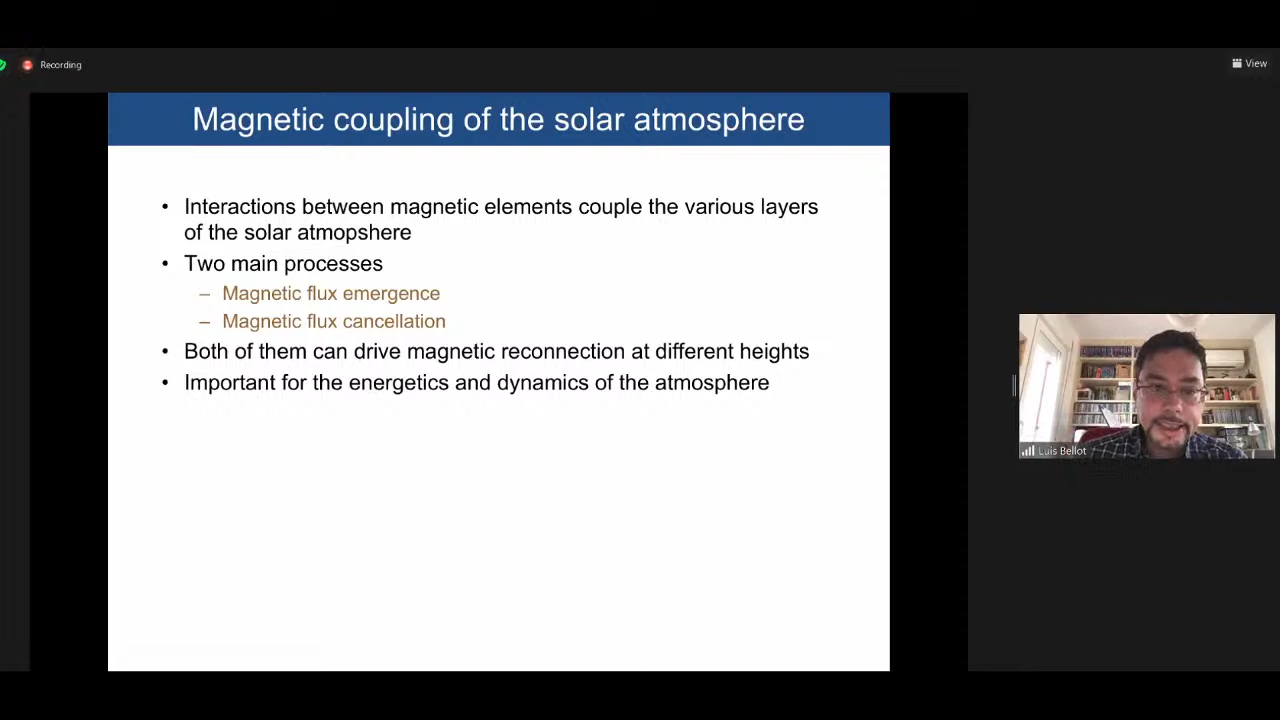 Recording
View
Magnetic coupling of the solar atmosphere
• Interactions between magnetic elements couple the various layers
of the solar atmopshere
• Two main processes
– Magnetic flux emergence
– Magnetic flux cancellation
• Both of them can drive magnetic reconnection at different heights
• Important for the energetics and dynamics of the atmosphere
Luis Bellot